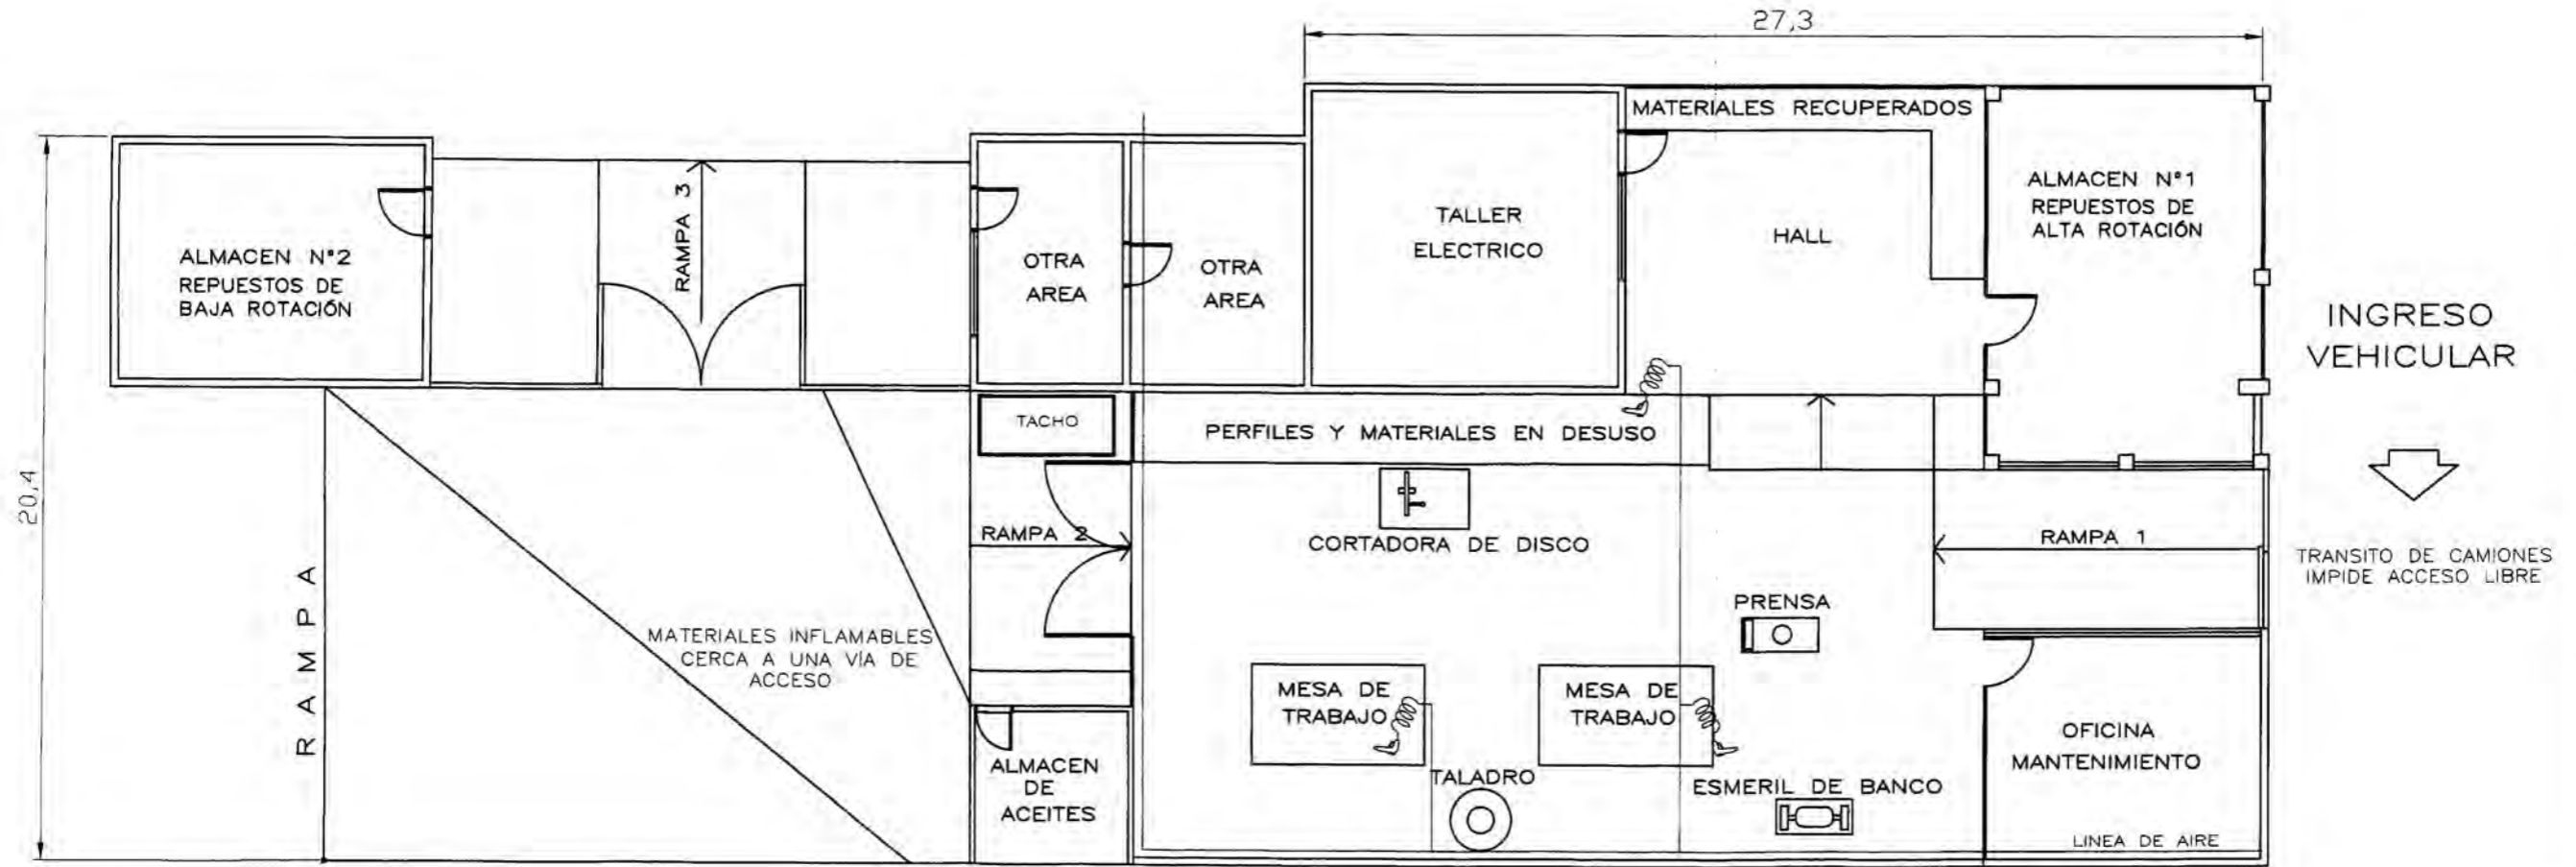 27,3
20,4
MATERIALES RECUPERADOS
ALMACEN N°2
REPUESTOS DE
BAJA ROTACIÓN
RAMPA 3
OTRA
AREA
OTRA
AREA
TALLER
ELECTRICO
HALL
ALMACEN N°1
REPUESTOS DE
ALTA ROTACIÓN
INGRESO
VEHICULAR
TRANSITO DE CAMIONES
IMPIDE ACCESO LIBRE
TACHO
PERFILES Y MATERIALES EN DESUSO
RAMPA 2
CORTADORA DE DISCO
RAMPA 1
RAMPA
MATERIALES INFLAMABLES
CERCA A UNA VÍA DE
ACCESO
PRENSA
MESA DE
TRABAJO
MESA DE
TRABAJO
OFICINA
MANTENIMIENTO
ALMACEN
DE
ACEITES
TALADRO
ESMERIL DE BANCO
LINEA DE AIRE